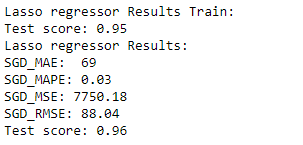 Lasso regressor Results Train:
Test score: 0.95
Lasso regressor Results:
SGD_MAE:  69
SGD_MAPE: 0.03
SGD_MSE: 7750.18
SGD_RMSE: 88.04
Test score: 0.96